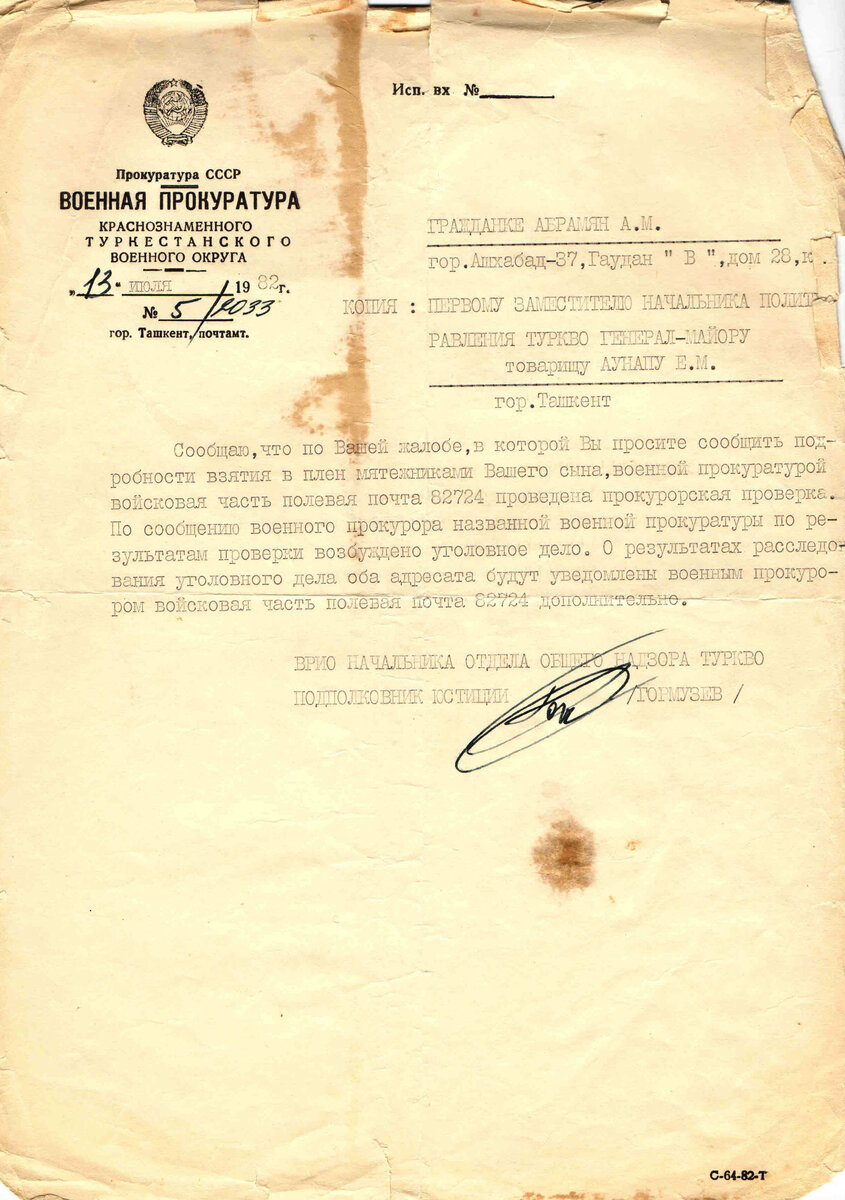 Исп. вх №
Прокуратура СССР
ВОЕННАЯ ПРОКУРАТУРА
КРАСНОЗНАМЕННОГО
ТУРКЕСТАНСКОГО
ВОЕННОГО ОКРУГА
„13“ ИЮЛЯ 1982г.
№ 5/2033
гор. Ташкент, почтамт.
ГРАЖДАНКЕ АБРАМЯН А.М.
гор.Ашхабад-37,Гаудан " В ",дом 28,к .
КОПИЯ : ПЕРВОМУ ЗАМЕСТИТЕЛЮ НАЧАЛЬНИКА ПОЛИТ-
РАВЛЕНИЯ ТУРКВО ГЕНЕРАЛ-МАЙОРУ
товарищу АУНАПУ Е.М.
гор.Ташкент
Сообщаю,что по Вашей жалобе,в которой Вы просите сообщить под-
робности взятия в плен мятежниками Вашего сына,военной прокуратурой
войсковая часть полевая почта 82724 проведена прокурорская проверка.
По сообщению военного прокурора названной военной прокуратуры по ре-
зультатам проверки возбуждено уголовное дело. О результатах расследо-
вания уголовного дела оба адресата будут уведомлены военным прокуро-
ром войсковая часть полевая почта 82724 дополнительно.
ВРИО НАЧАЛЬНИКА ОТДЕЛА ОБЩЕГО НАДЗОРА ТУРКВО
ПОДПОЛКОВНИК ЮСТИЦИИ /ГОРМУЗЕВ /
С-64-82-Т